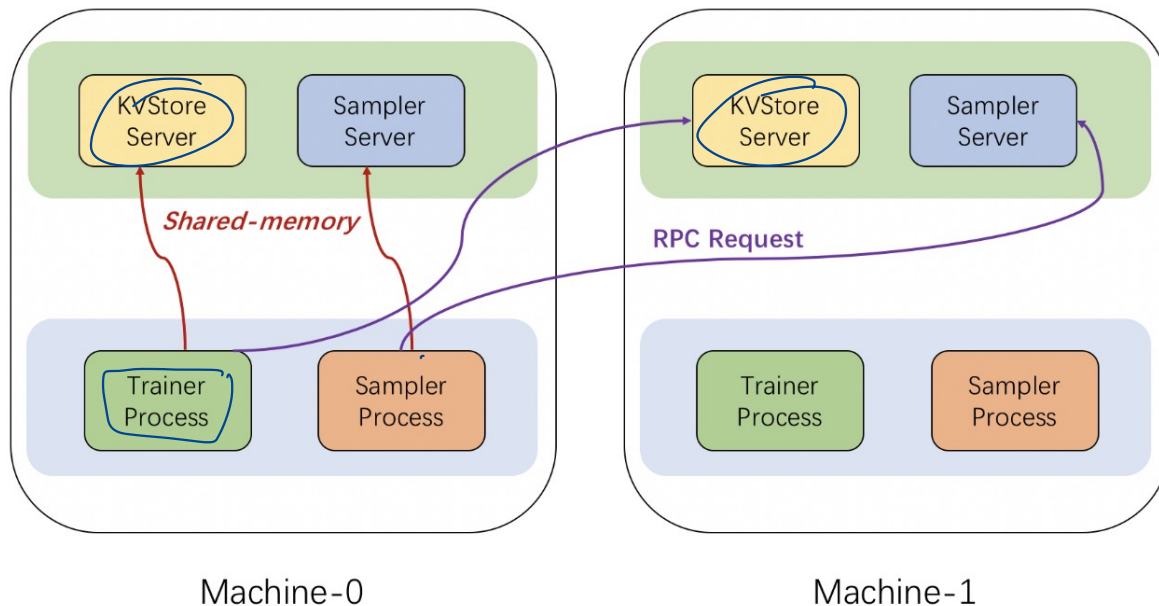 KVStore
Server
Sampler
Server
KVStore
Server
Sampler
Server
Shared-memory
RPC Request
Trainer
Process
Sampler
Process
Trainer
Process
Sampler
Process
Machine-0
Machine-1